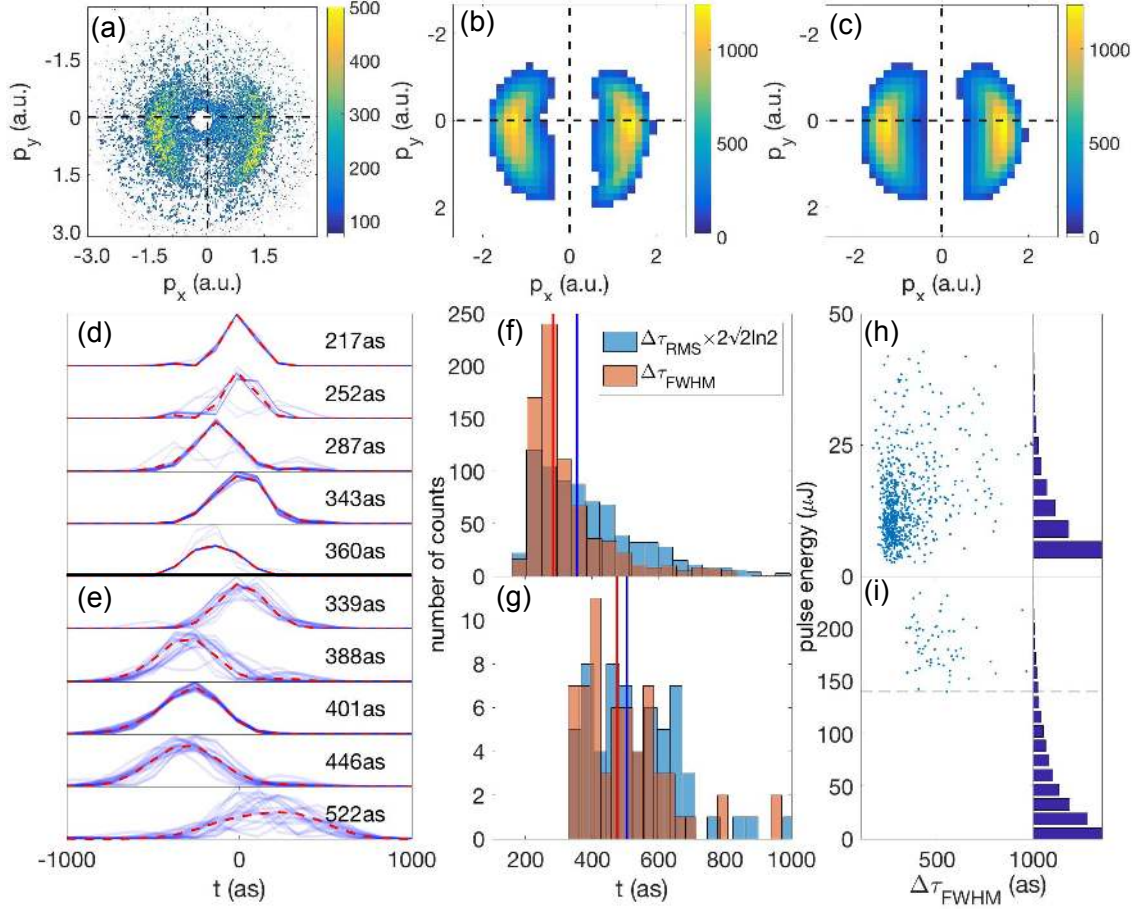 (a)
500
400
300
200
100
p_y (a.u.)
-1.5
0
1.5
3.0
-3.0 -1.5 0 1.5
p_x (a.u.)
(b)
1000
500
0
p_y (a.u.)
-2
0
2
-2 0 2
p_x (a.u.)
(c)
1000
500
0
p_y (a.u.)
-2
0
2
-2 0 2
p_x (a.u.)
(d)
217as
252as
287as
343as
360as
(e)
339as
388as
401as
446as
522as
-1000 0 1000
t (as)
(f)
250
200
150
100
50
0
Δτ_RMS × 2√2ln2
Δτ_FWHM
number of counts
(g)
10
8
6
4
2
0
200 400 600 800 1000
t (as)
(h)
50
25
0
pulse energy (μJ)
(i)
200
150
100
50
0
500 1000
Δτ_FWHM (as)